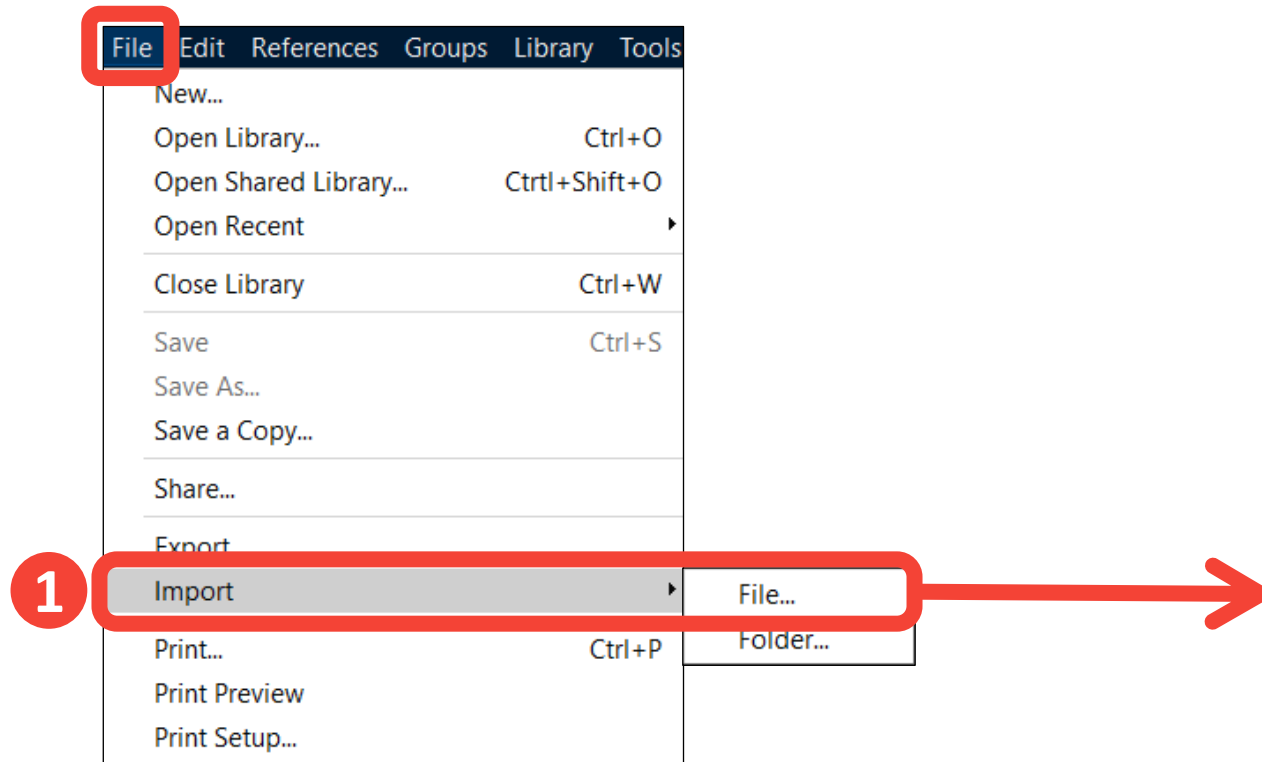 File Edit References Groups Library Tools
New...
Open Library... Ctrl+O
Open Shared Library... Ctrtl+Shift+O
Open Recent
Close Library Ctrl+W
Save Ctrl+S
Save As...
Save a Copy...
Share...
Export
1 Import File...
Print... Ctrl+P Folder...
Print Preview
Print Setup...